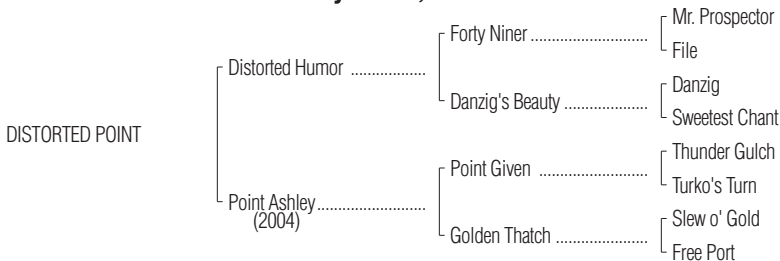 Mr. Prospector
Forty Niner
File
Distorted Humor
Danzig
Danzig's Beauty
Sweetest Chant
DISTORTED POINT
Thunder Gulch
Point Given
Turko's Turn
Point Ashley
(2004)
Slew o' Gold
Golden Thatch
Free Port